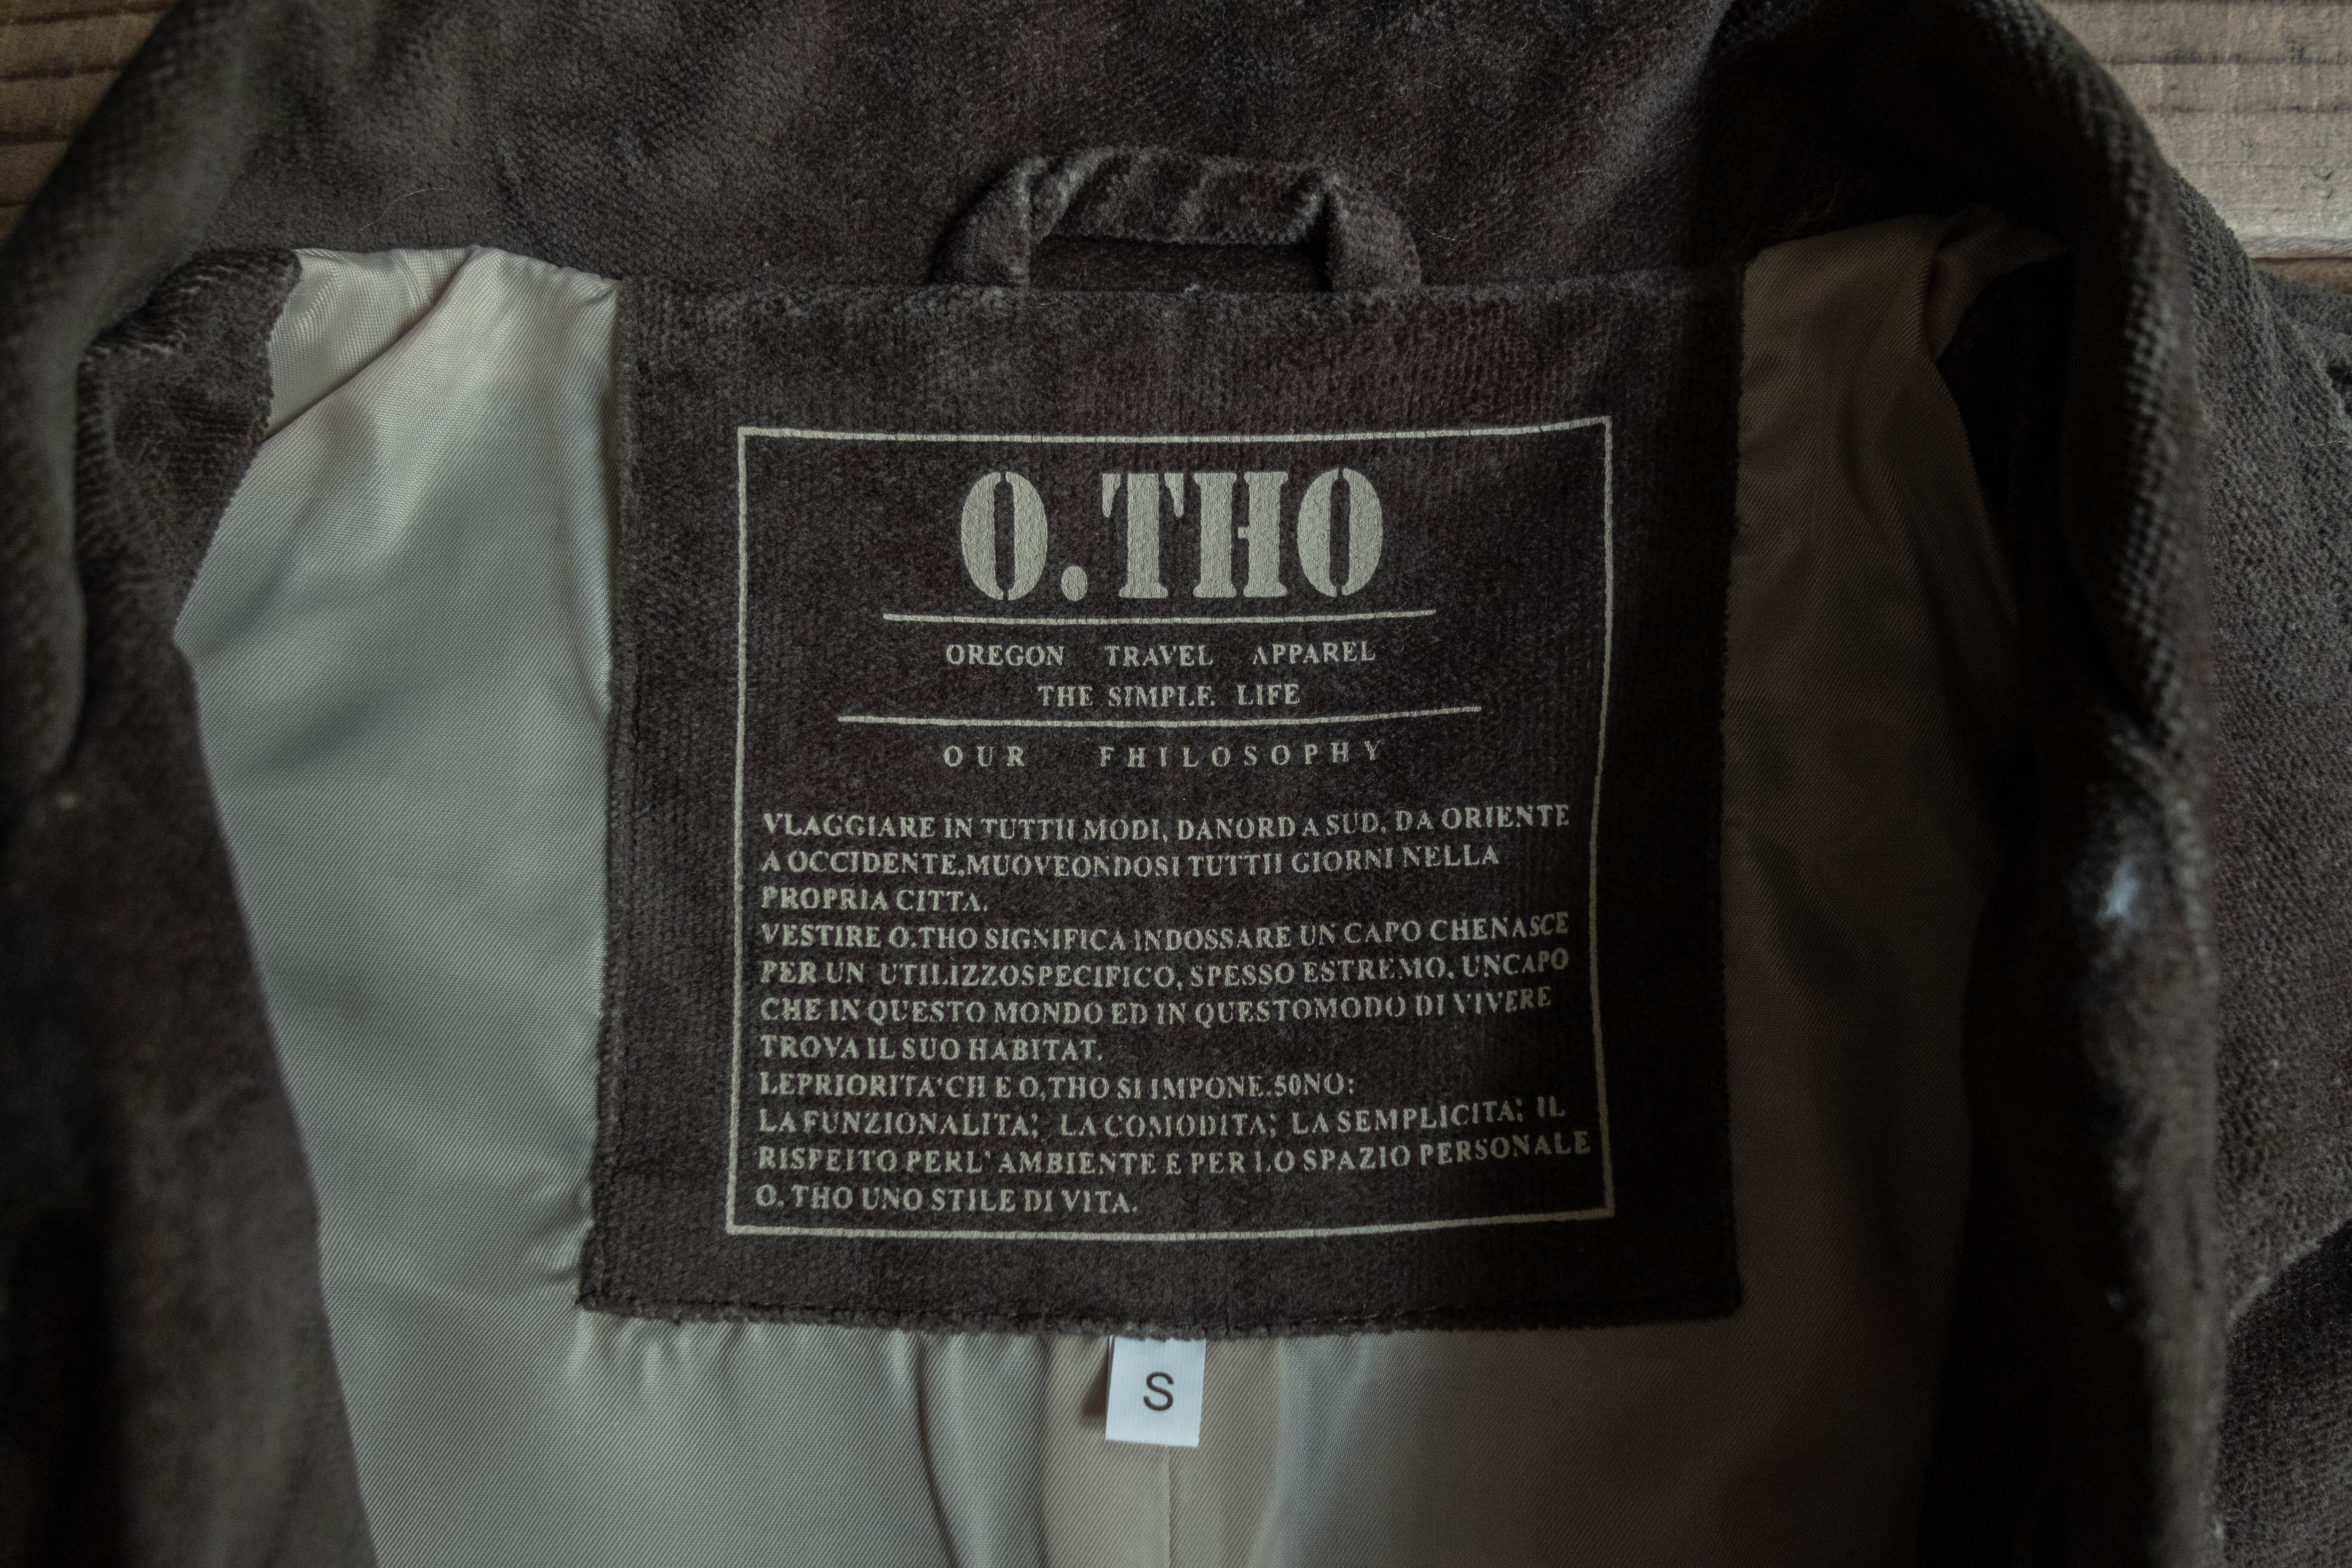 O.THO
OREGON TRAVEL APPAREL
THE SIMPLE LIFE
OUR FHILOSOPHY
VLAGGIARE IN TUTTII MODI, DANORD A SUD, DA ORIENTE
A OCCIDENTE,MUOVEONDOSI TUTTII GIORNI NELLA
PROPRIA CITTA.
VESTIRE O.THO SIGNIFICA INDOSSARE UN CAPO CHENASCE
PER UN UTILIZZOSPECIFICO, SPESSO ESTREMO, UNCAPO
CHE IN QUESTO MONDO ED IN QUESTOMODO DI VIVERE
TROVA IL SUO HABITAT.
LEPRIORITA'CH E O,THO SI IMPONE.50NO:
LA FUNZIONALITA; LA COMODITA; LA SEMPLICITA; IL
RISPEITO PERL' AMBIENTE E PER LO SPAZIO PERSONALE
O. THO UNO STILE DI VITA.
S